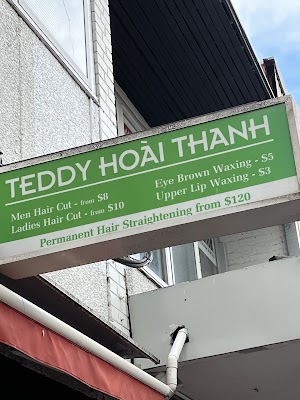 TEDDY HOÀI THANH
Men Hair Cut - from $8
Ladies Hair Cut - from $10
Eye Brown Waxing - $5
Upper Lip Waxing - $3
Permanent Hair Straightening from $120